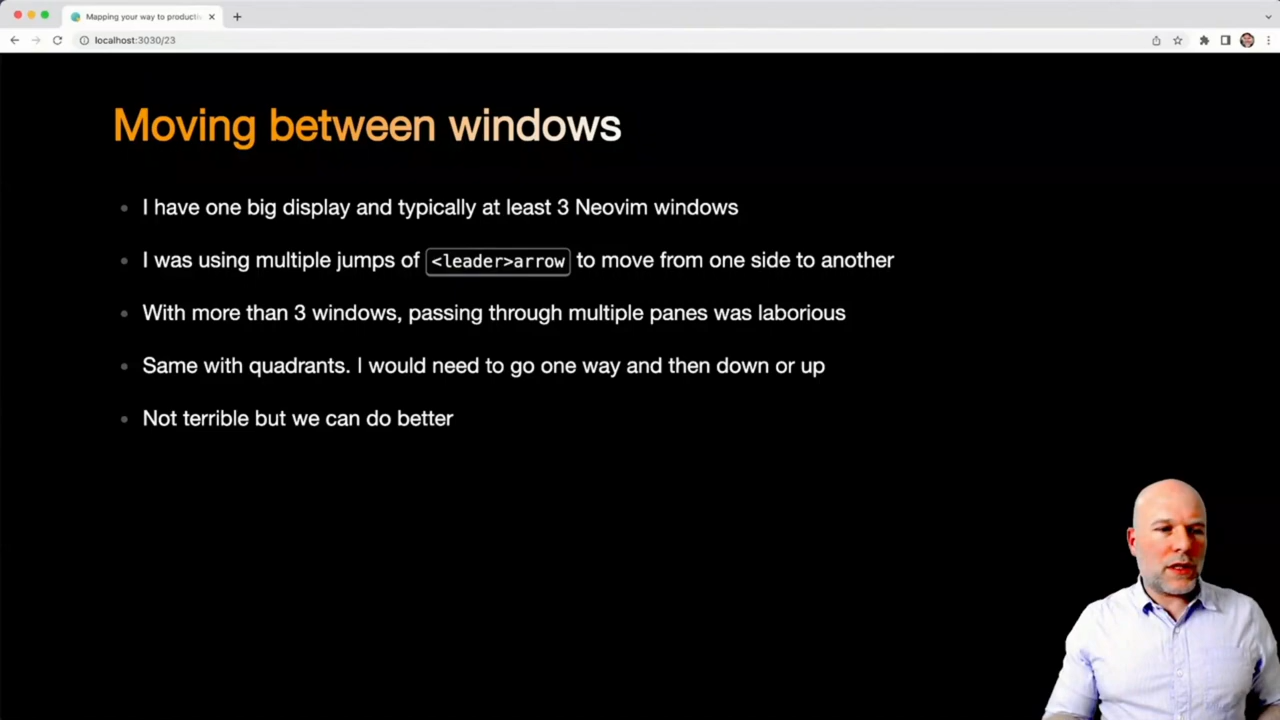 Mapping your way to producti
localhost:3030/23
Moving between windows
I have one big display and typically at least 3 Neovim windows
I was using multiple jumps of <leader>arrow to move from one side to another
With more than 3 windows, passing through multiple panes was laborious
Same with quadrants. I would need to go one way and then down or up
Not terrible but we can do better